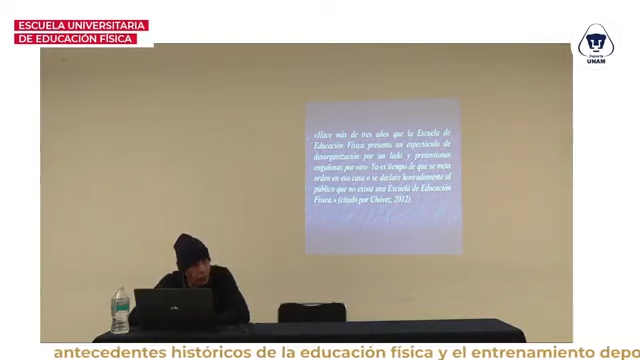 ESCUELA UNIVERSITARIA
DE EDUCACIÓN FÍSICA
Deporte
UNAM
«Hace más de tres años que la Escuela de
Educación Física presenta un espectáculo de
desorganización por un lado y pretensiones
engañosas por otro. Ya es tiempo de que se meta
orden en esa casa o se declare honradamente al
público que no existe una Escuela de Educación
Física.» (citado por Chávez, 2012).
antecedentes históricos de la educación física y el entrenamiento depo